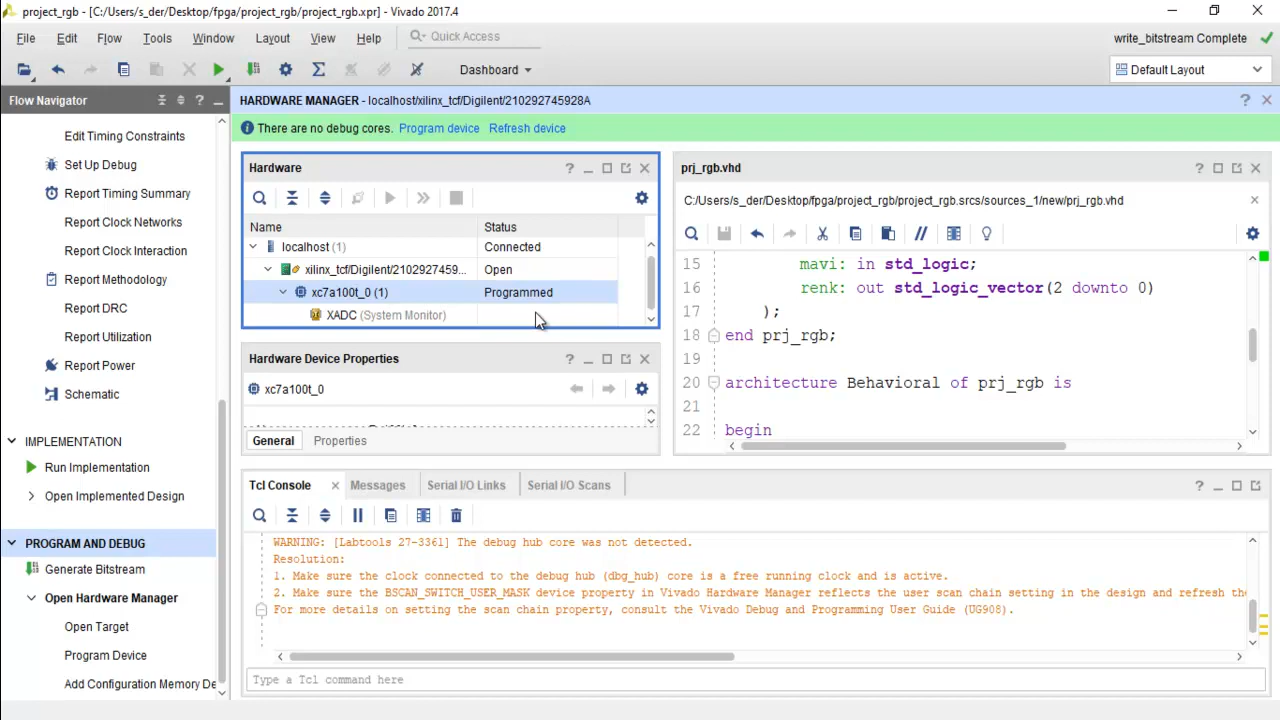 project_rgb - [C:/Users/s_der/Desktop/fpga/project_rgb/project_rgb.xpr] - Vivado 2017.4
File Edit Flow Tools Window Layout View Help Quick Access write_bitstream Complete
Dashboard Default Layout
Flow Navigator
Edit Timing Constraints
Set Up Debug
Report Timing Summary
Report Clock Networks
Report Clock Interaction
Report Methodology
Report DRC
Report Utilization
Report Power
Schematic
IMPLEMENTATION
Run Implementation
Open Implemented Design
PROGRAM AND DEBUG
Generate Bitstream
Open Hardware Manager
Open Target
Program Device
Add Configuration Memory De
HARDWARE MANAGER - localhost/xilinx_tcf/Digilent/210292745928A
There are no debug cores. Program device Refresh device
Hardware
Name Status
localhost (1) Connected
xilinx_tcf/Digilent/2102927459... Open
xc7a100t_0 (1) Programmed
XADC (System Monitor)
Hardware Device Properties
xc7a100t_0
General Properties
prj_rgb.vhd
C:/Users/s_der/Desktop/fpga/project_rgb/project_rgb.srcs/sources_1/new/prj_rgb.vhd
15 mavi: in std_logic;
16 renk: out std_logic_vector(2 downto 0)
17 );
18 end prj_rgb;
19
20 architecture Behavioral of prj_rgb is
21
22 begin
Tcl Console Messages Serial I/O Links Serial I/O Scans
WARNING: [Labtools 27-3361] The debug hub core was not detected.
Resolution:
1. Make sure the clock connected to the debug hub (dbg_hub) core is a free running clock and is active.
2. Make sure the BSCAN_SWITCH_USER_MASK device property in Vivado Hardware Manager reflects the user scan chain setting in the design and refresh the
For more details on setting the scan chain property, consult the Vivado Debug and Programming User Guide (UG908).
Type a Tcl command here